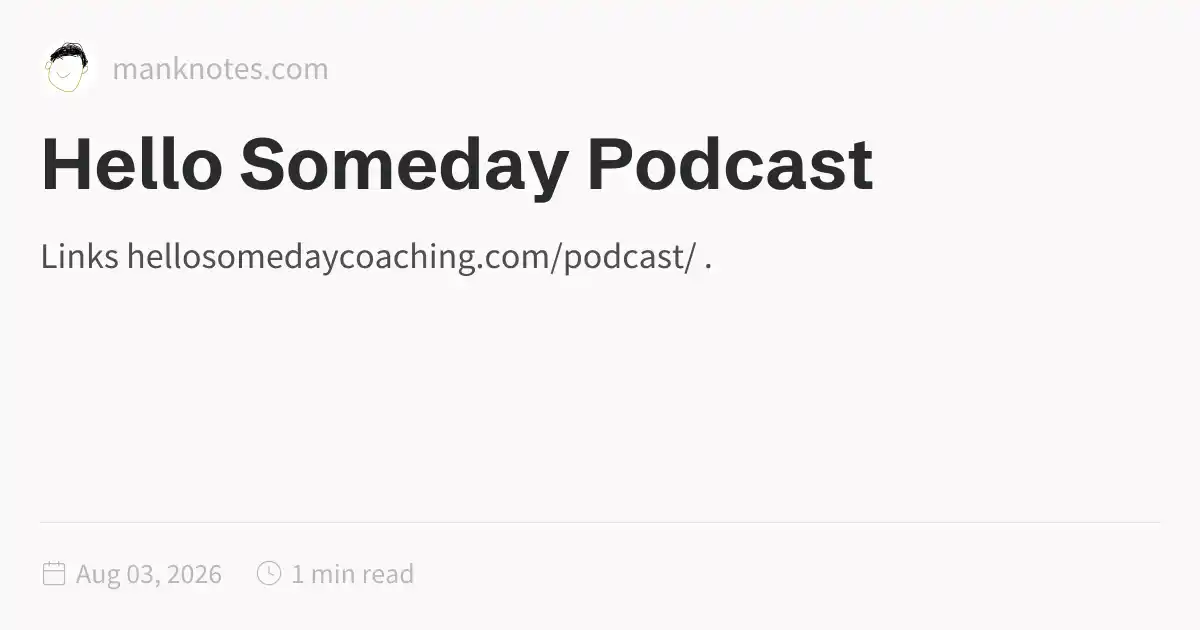 manknotes.com
Hello Someday Podcast
Links hellosomedaycoaching.com/podcast/ .
Aug 03, 2026 1 min read